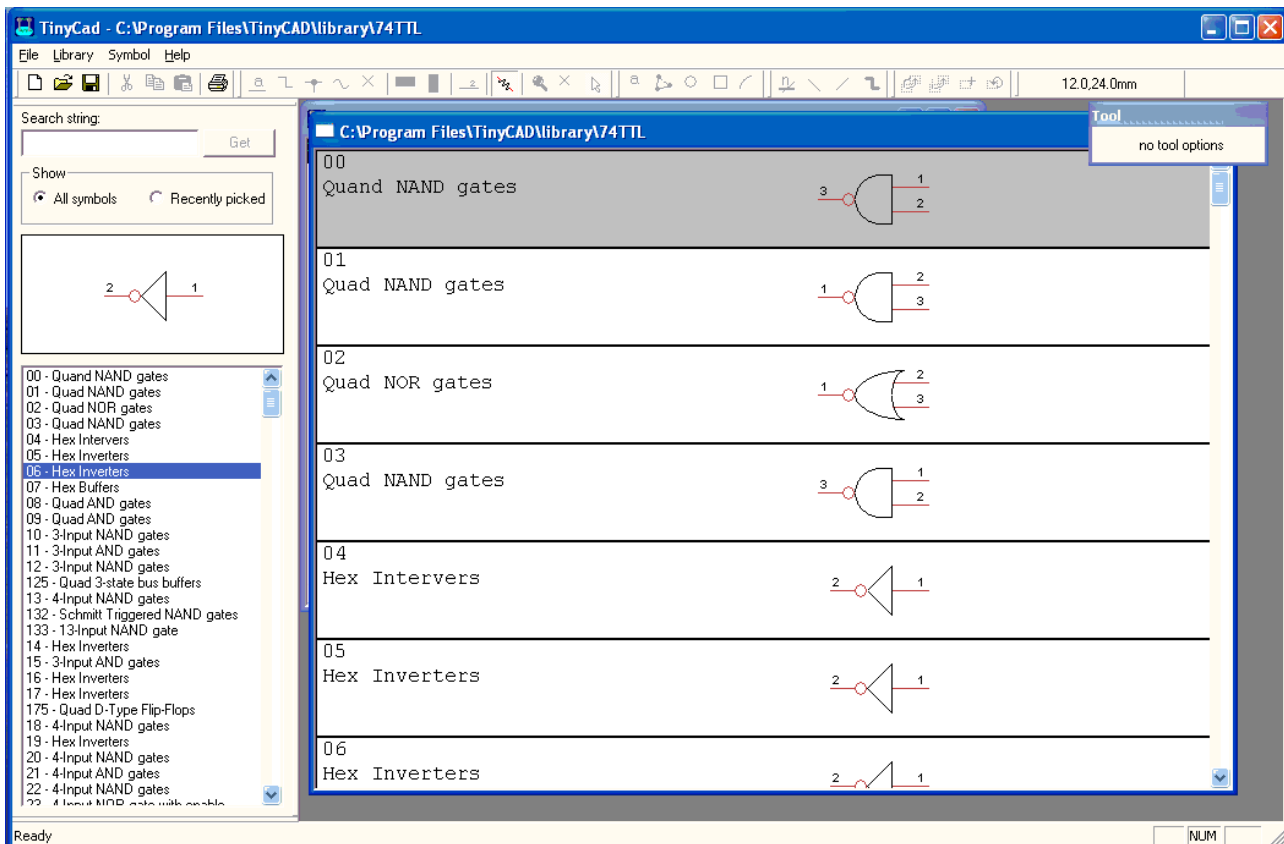 TinyCad - C:\Program Files\TinyCAD\library\74TTL
File Library Symbol Help
12.0,24.0mm
Search string:
Get
Show
All symbols Recently picked
2 1
00 - Quand NAND gates
01 - Quad NAND gates
02 - Quad NOR gates
03 - Quad NAND gates
04 - Hex Intervers
05 - Hex Inverters
06 - Hex Inverters
07 - Hex Buffers
08 - Quad AND gates
09 - Quad AND gates
10 - 3-Input NAND gates
11 - 3-Input AND gates
12 - 3-Input NAND gates
125 - Quad 3-state bus buffers
13 - 4-Input NAND gates
132 - Schmitt Triggered NAND gates
133 - 13-Input NAND gate
14 - Hex Inverters
15 - 3-Input AND gates
16 - Hex Inverters
17 - Hex Inverters
175 - Quad D-Type Flip-Flops
18 - 4-Input NAND gates
19 - Hex Inverters
20 - 4-Input NAND gates
21 - 4-Input AND gates
22 - 4-Input NAND gates
23 - 4-Input NOR gate with enable
C:\Program Files\TinyCAD\library\74TTL
Tool
no tool options
00
Quand NAND gates
3 1
2
01
Quad NAND gates
1 2
3
02
Quad NOR gates
1 2
3
03
Quad NAND gates
3 1
2
04
Hex Intervers
2 1
05
Hex Inverters
2 1
06
Hex Inverters
2 1
Ready
NUM